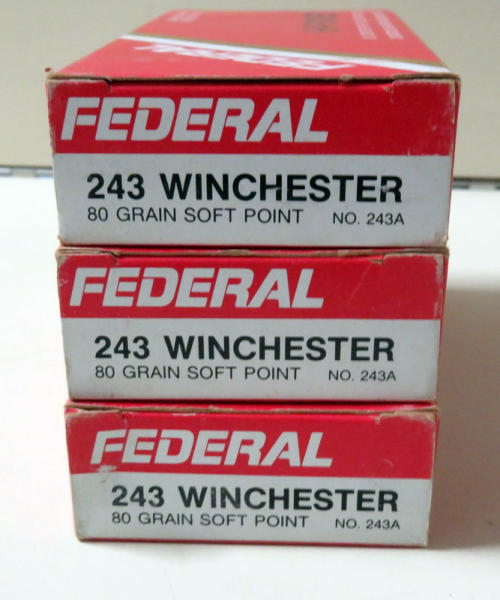 FEDERAL
FEDERAL
243 WINCHESTER
80 GRAIN SOFT POINT NO. 243A
FEDERAL
243 WINCHESTER
80 GRAIN SOFT POINT NO. 243A
FEDERAL
243 WINCHESTER
80 GRAIN SOFT POINT NO. 243A